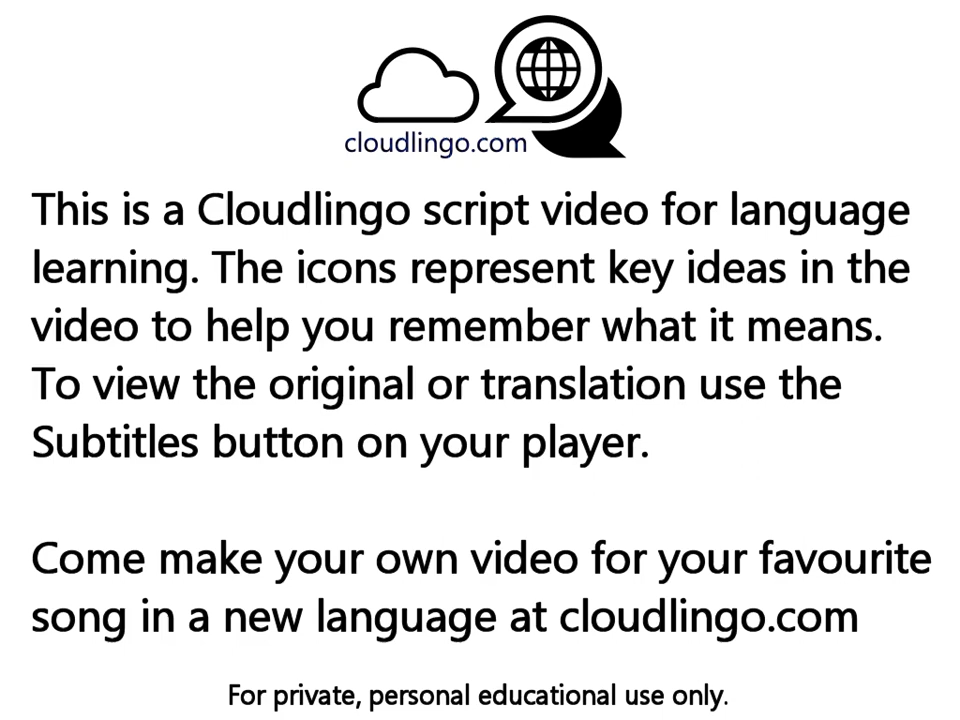 cloudlingo.com
This is a Cloudlingo script video for language
learning. The icons represent key ideas in the
video to help you remember what it means.
To view the original or translation use the
Subtitles button on your player.
Come make your own video for your favourite
song in a new language at cloudlingo.com
For private, personal educational use only.